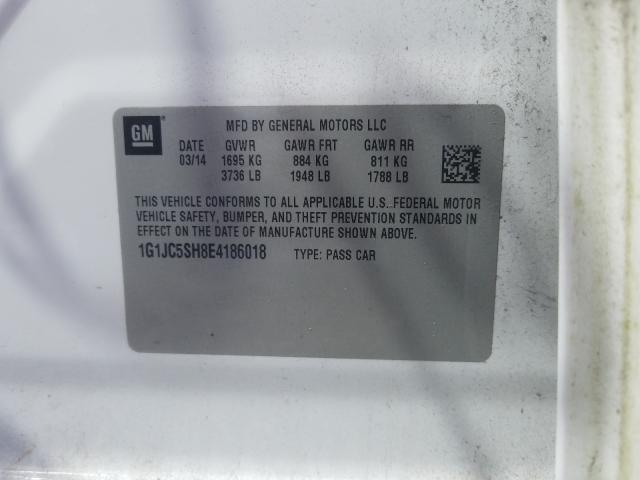 GM
MFD BY GENERAL MOTORS LLC
DATE GVWR GAWR FRT GAWR RR
03/14 1695 KG 884 KG 811 KG
3736 LB 1948 LB 1788 LB
THIS VEHICLE CONFORMS TO ALL APPLICABLE U.S. FEDERAL MOTOR
VEHICLE SAFETY, BUMPER, AND THEFT PREVENTION STANDARDS IN
EFFECT ON THE DATE OF MANUFACTURE SHOWN ABOVE.
1G1JC5SH8E4186018 TYPE: PASS CAR